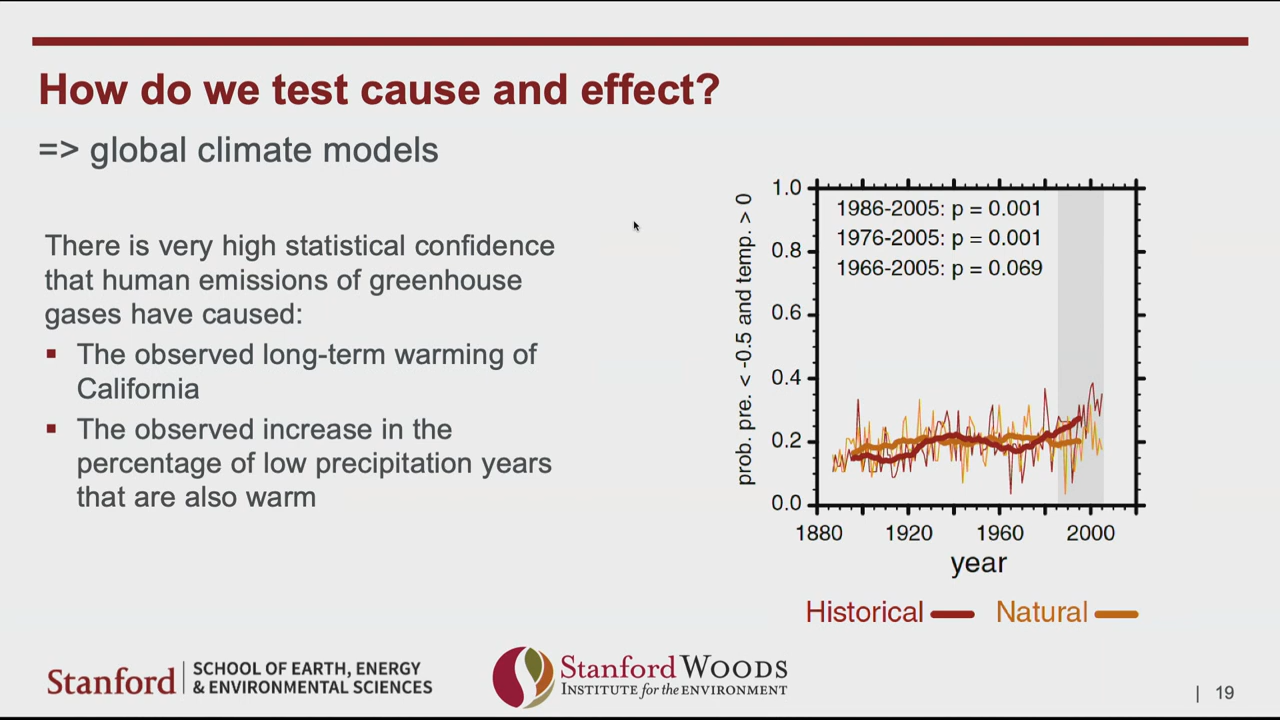 How do we test cause and effect?
=> global climate models
There is very high statistical confidence
that human emissions of greenhouse
gases have caused:
▪ The observed long-term warming of
California
▪ The observed increase in the
percentage of low precipitation years
that are also warm
prob. pre. < -0.5 and temp. > 0
1.0
0.8
0.6
0.4
0.2
0.0
1986-2005: p = 0.001
1976-2005: p = 0.001
1966-2005: p = 0.069
1880 1920 1960 2000
year
Historical Natural
Stanford
SCHOOL OF EARTH, ENERGY
& ENVIRONMENTAL SCIENCES
Stanford WOODS
INSTITUTE for the ENVIRONMENT
| 19